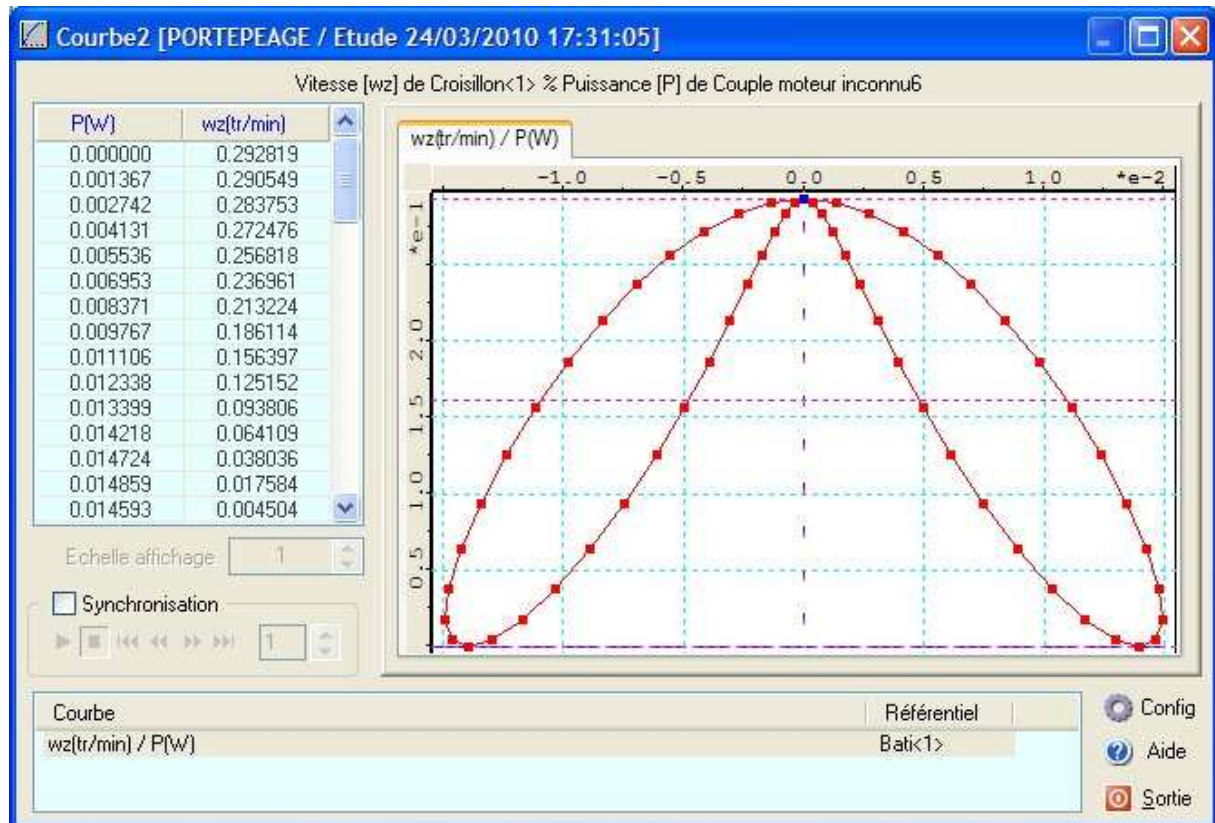 Courbe2 [PORTEPEAGE / Etude 24/03/2010 17:31:05]
Vitesse [wz] de Croisillon<1> % Puissance [P] de Couple moteur inconnu6
P(W) wz(tr/min)
0.000000 0.292819
0.001367 0.290549
0.002742 0.283753
0.004131 0.272476
0.005536 0.256818
0.006953 0.236961
0.008371 0.213224
0.009767 0.186114
0.011106 0.156397
0.012338 0.125152
0.013399 0.093806
0.014218 0.064109
0.014724 0.038036
0.014859 0.017584
0.014593 0.004504
Echelle affichage 1
Synchronisation
1
wz(tr/min) / P(W)
-1.0 -0.5 0.0 0.5 1.0 *e-2
*e-1
2.0
1.5
1.0
0.5
Courbe Référentiel
wz(tr/min) / P(W) Bati<1>
Config
Aide
Sortie